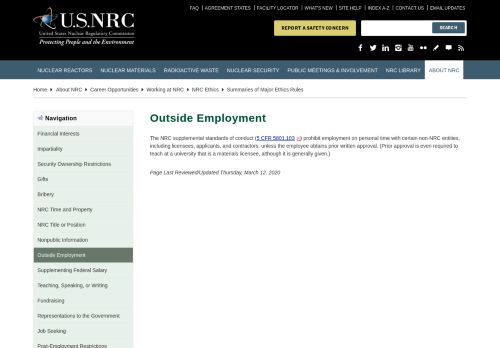 FAQ | AGREEMENT STATES | FACILITY LOCATOR | WHAT'S NEW | SITE HELP | INDEX A-Z | CONTACT US | EMAIL UPDATES
U.S.NRC
United States Nuclear Regulatory Commission
Protecting People and the Environment
REPORT A SAFETY CONCERN
SEARCH
NUCLEAR REACTORS NUCLEAR MATERIALS RADIOACTIVE WASTE NUCLEAR SECURITY PUBLIC MEETINGS & INVOLVEMENT NRC LIBRARY ABOUT NRC
Home About NRC Career Opportunities Working at NRC NRC Ethics Summaries of Major Ethics Rules
Navigation
Financial Interests
Impartiality
Security Ownership Restrictions
Gifts
Bribery
NRC Time and Property
NRC Title or Position
Nonpublic Information
Outside Employment
Supplementing Federal Salary
Teaching, Speaking, or Writing
Fundraising
Representations to the Government
Job Seeking
Post-Employment Restrictions
Outside Employment
The NRC supplemental standards of conduct (5 CFR 5801.103) prohibit employment on personal time with certain non-NRC entities,
including licensees, applicants, and contractors, unless the employee obtains prior written approval. (Prior approval is even required to
teach at a university that is a materials licensee, although it is generally given.)
Page Last Reviewed/Updated Thursday, March 12, 2020